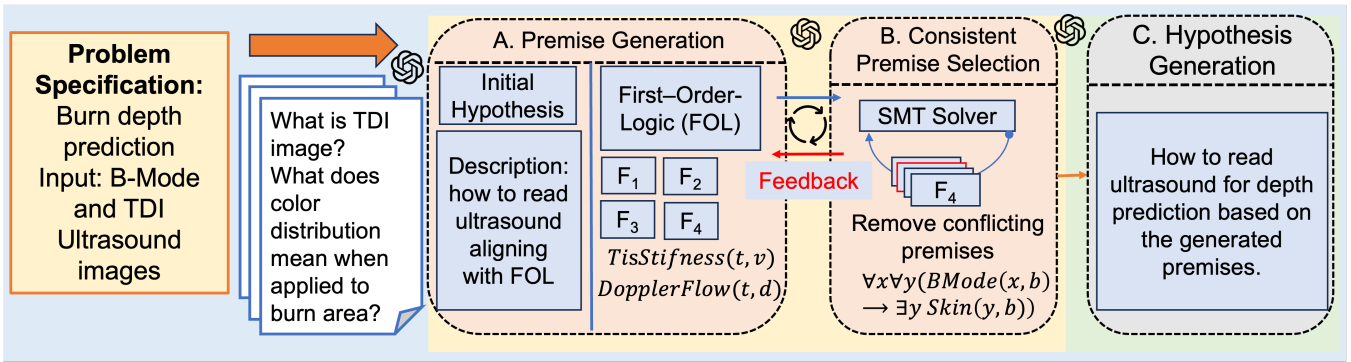 Problem
Specification:
Burn depth
prediction
Input: B-Mode
and TDI
Ultrasound
images
What is TDI
image?
What does
color
distribution
mean when
applied to
burn area?
A. Premise Generation
Initial
Hypothesis
Description:
how to read
ultrasound
aligning
with FOL
First–Order-
Logic (FOL)
F1
F2
F3
F4
TisStifness(t, v)
DopplerFlow(t, d)
Feedback
B. Consistent
Premise Selection
SMT Solver
F4
Remove conflicting
premises
∀x∀y(BMode(x, b)
→ ∃y Skin(y, b))
C. Hypothesis
Generation
How to read
ultrasound for depth
prediction based on
the generated
premises.